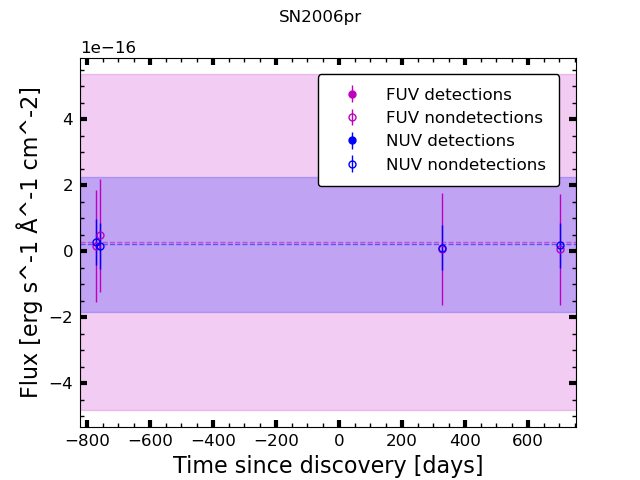 SN2006pr
1e−16
FUV detections
FUV nondetections
NUV detections
NUV nondetections
4
2
0
−2
−4
Flux [erg s^-1 Å^-1 cm^-2]
−800 −600 −400 −200 0 200 400 600
Time since discovery [days]